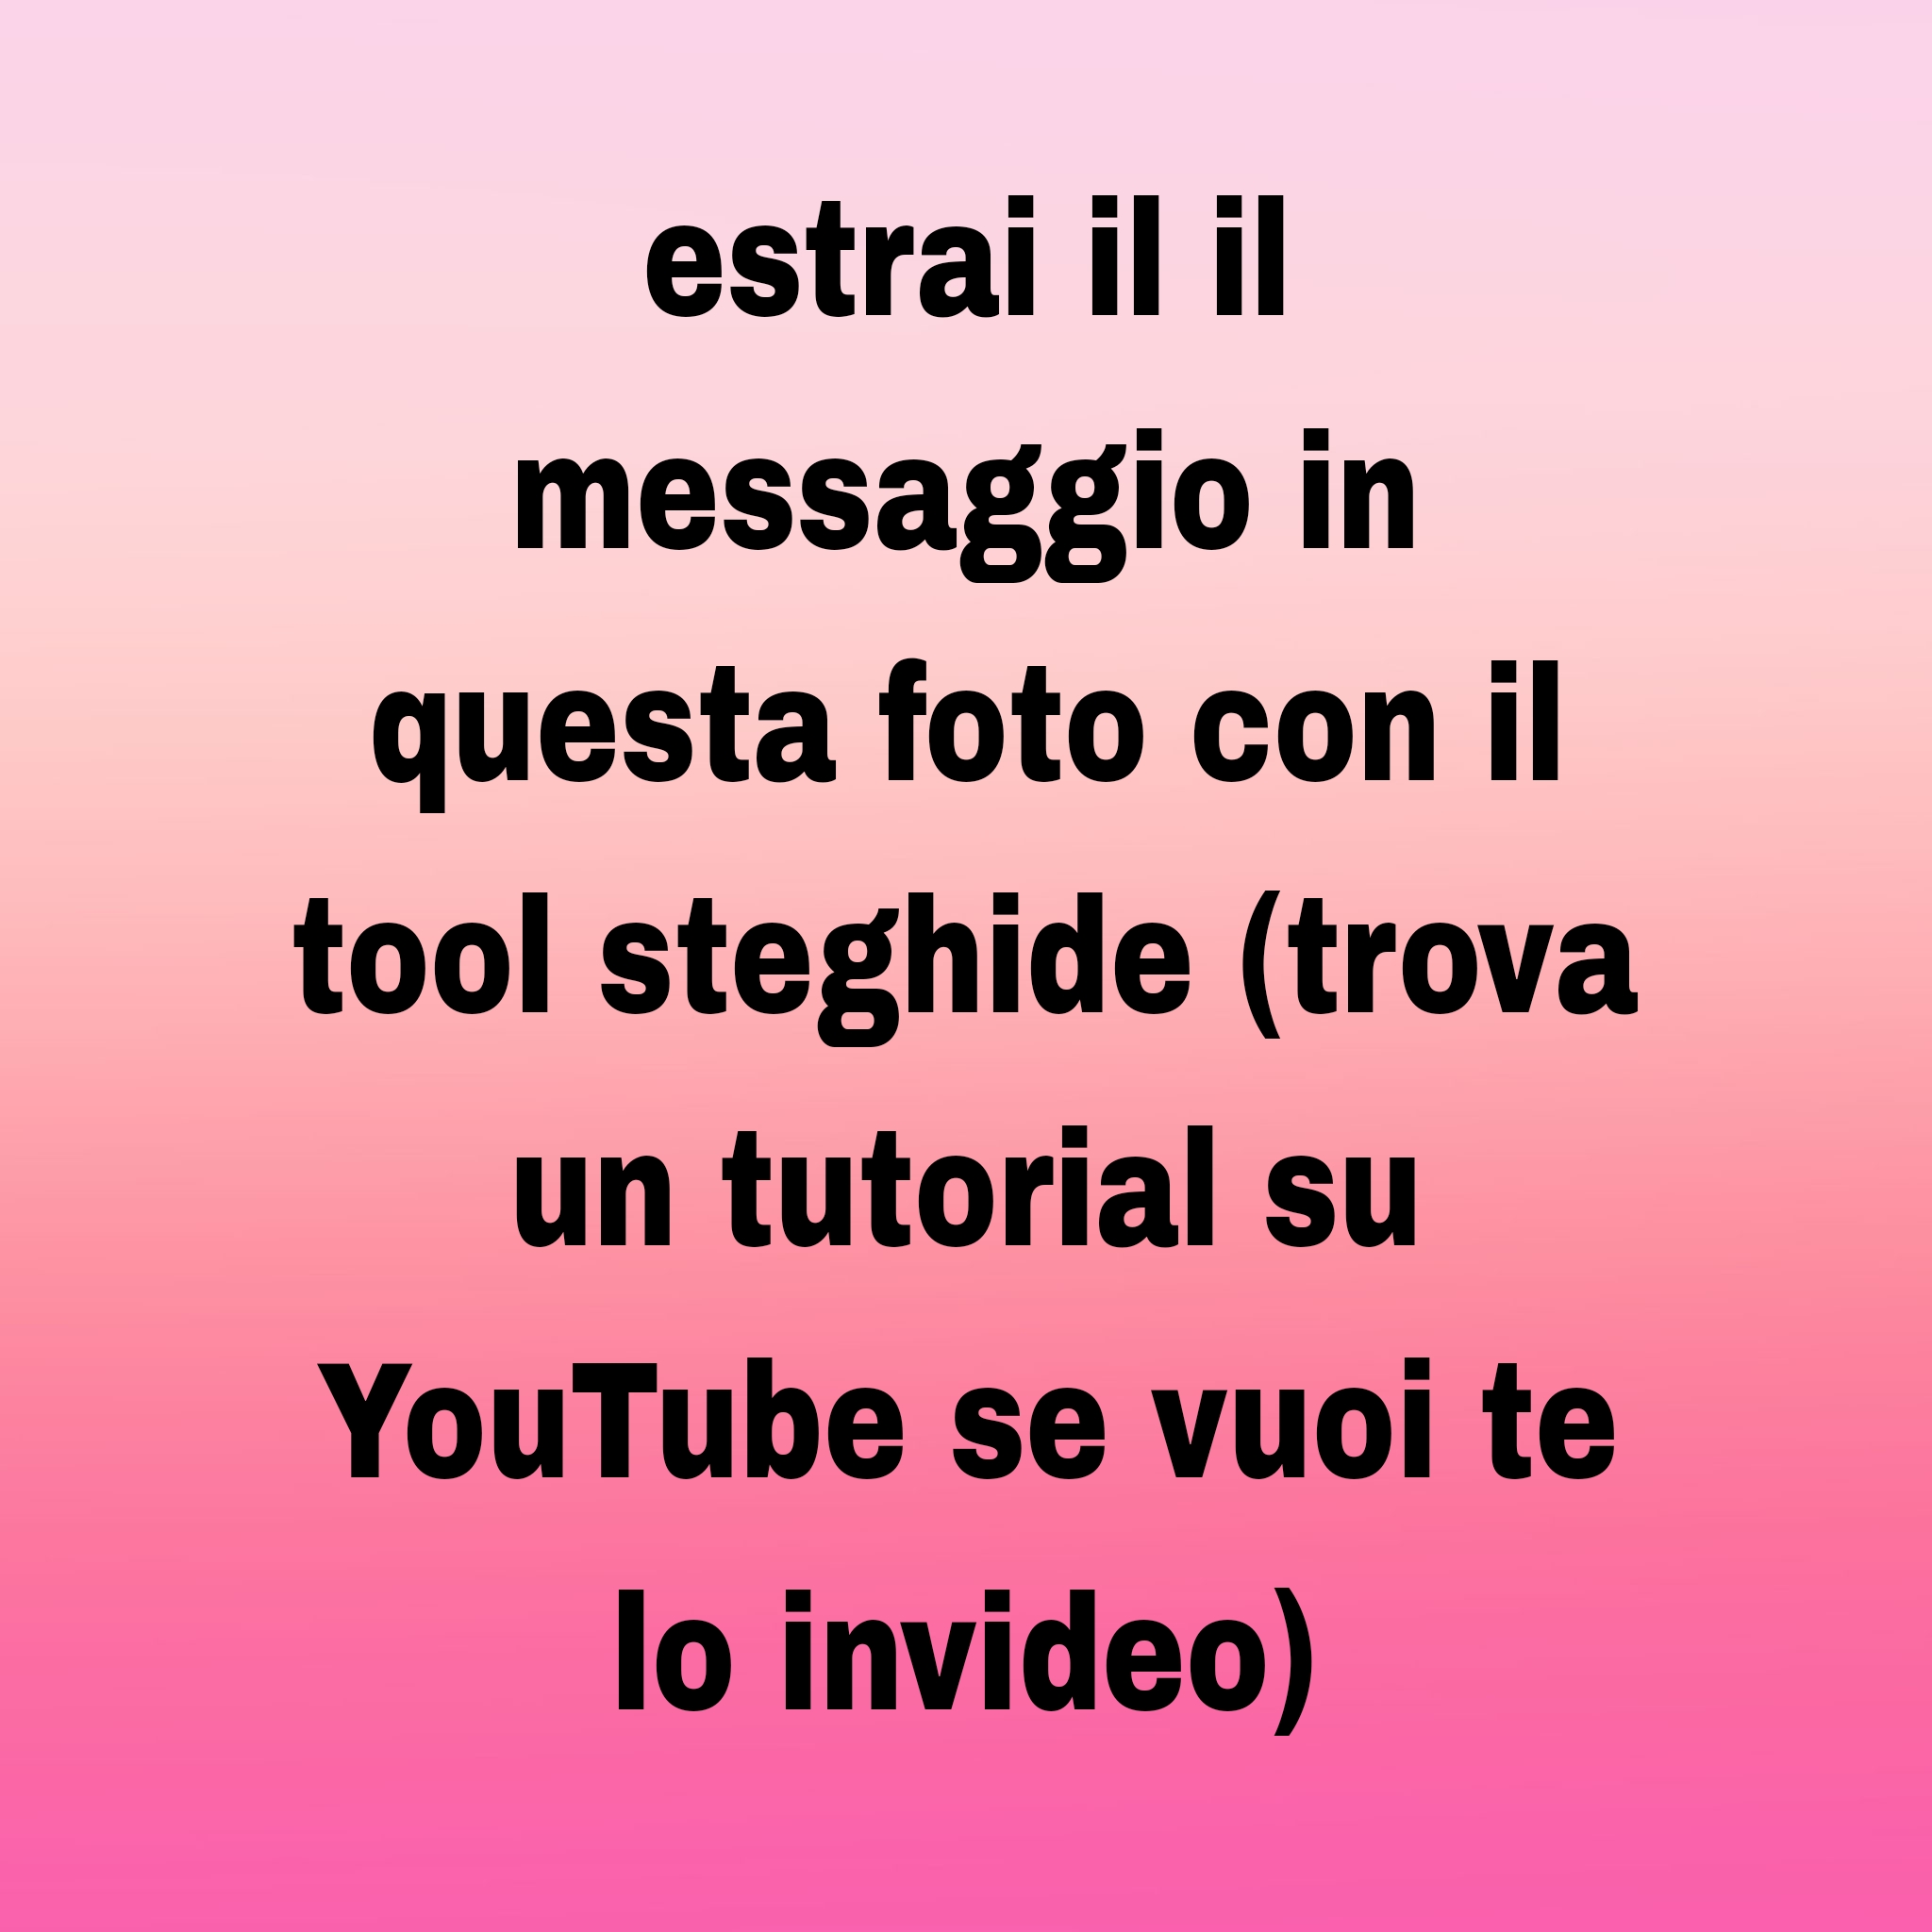 estrai il il
messaggio in
questa foto con il
tool steghide (trova
un tutorial su
YouTube se vuoi te
lo invideo)